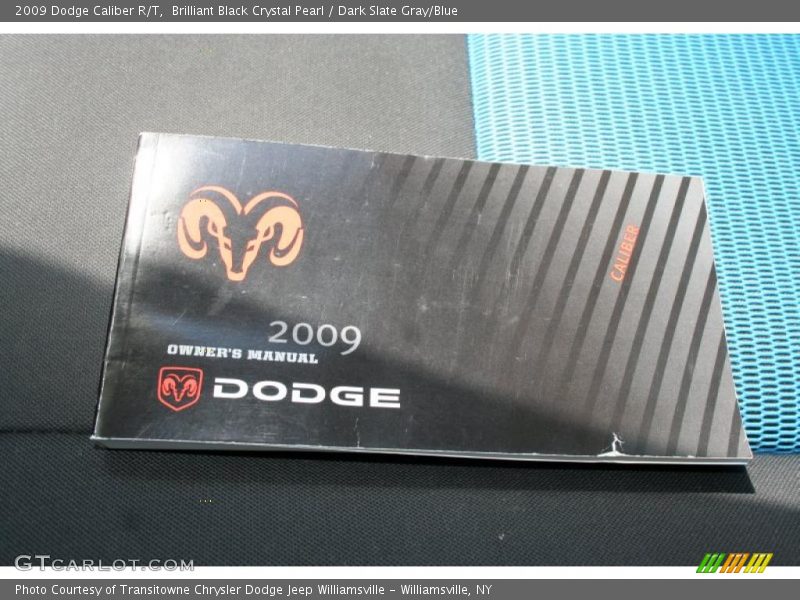 2009 Dodge Caliber R/T, Brilliant Black Crystal Pearl / Dark Slate Gray/Blue
CALIBER
2009
OWNER'S MANUAL
DODGE
GTCARLOT.COM
Photo Courtesy of Transitowne Chrysler Dodge Jeep Williamsville - Williamsville, NY